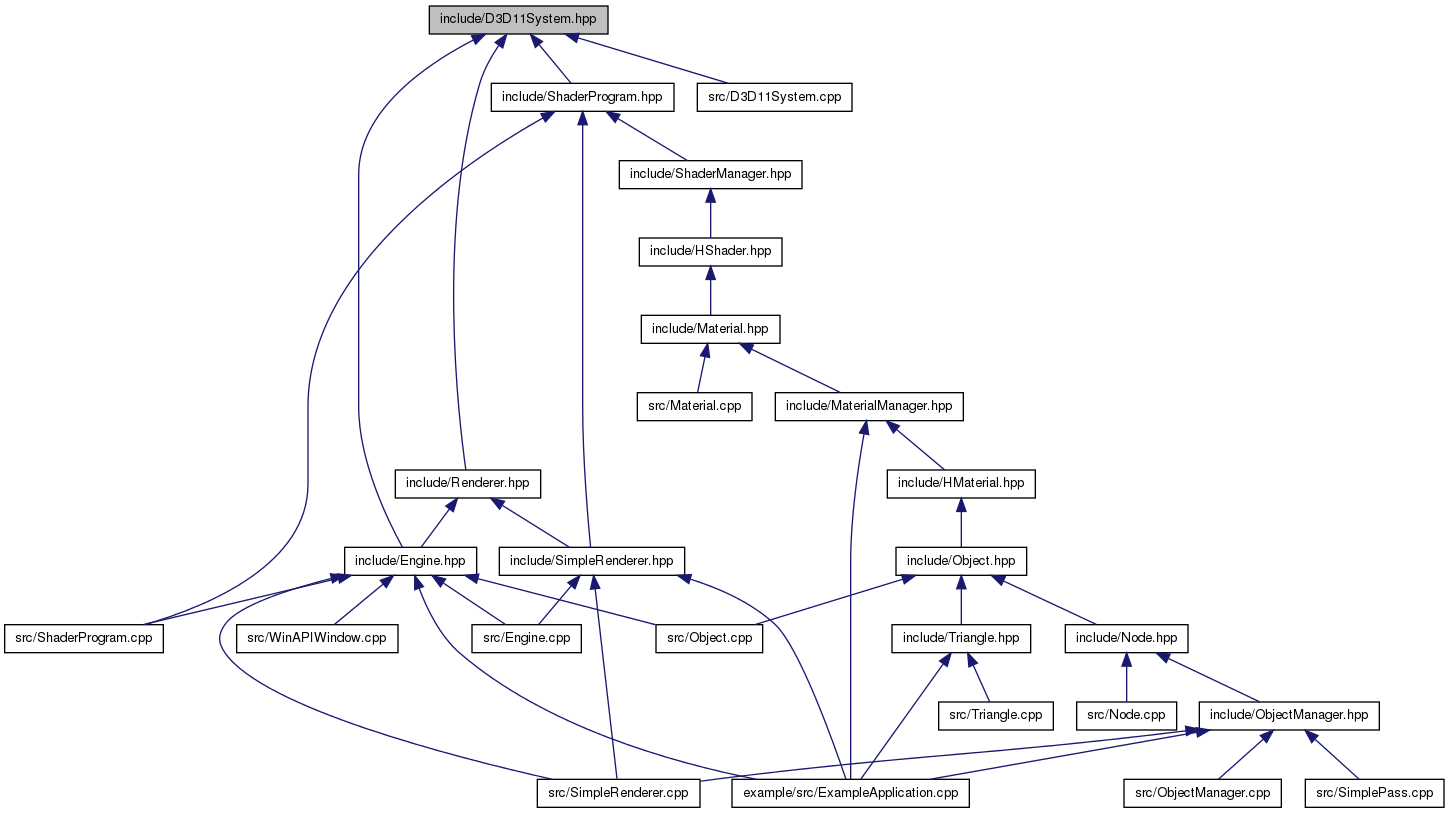 include/D3D11System.hpp
include/ShaderProgram.hpp
src/D3D11System.cpp
include/ShaderManager.hpp
include/HShader.hpp
include/Material.hpp
src/Material.cpp
include/MaterialManager.hpp
include/Renderer.hpp
include/HMaterial.hpp
include/Engine.hpp
include/SimpleRenderer.hpp
include/Object.hpp
src/ShaderProgram.cpp
src/WinAPIWindow.cpp
src/Engine.cpp
src/Object.cpp
include/Triangle.hpp
include/Node.hpp
src/Triangle.cpp
src/Node.cpp
include/ObjectManager.hpp
src/SimpleRenderer.cpp
example/src/ExampleApplication.cpp
src/ObjectManager.cpp
src/SimplePass.cpp